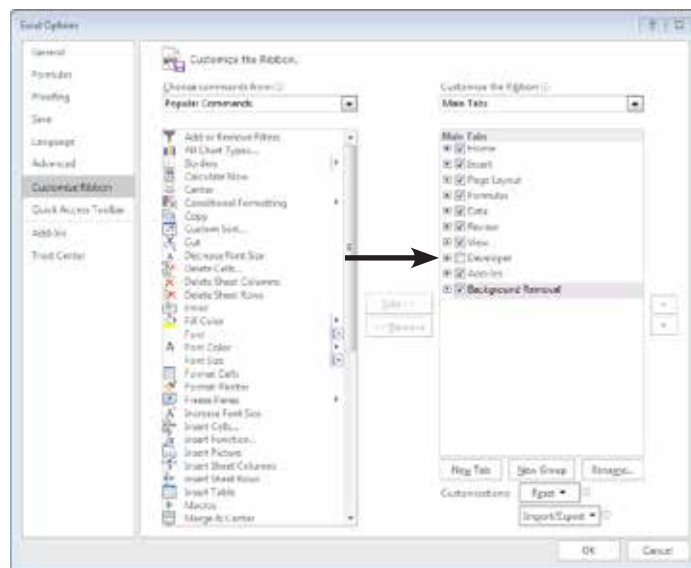 Excel Options
General
Formulas
Proofing
Save
Language
Advanced
Customize Ribbon
Quick Access Toolbar
Add-Ins
Trust Center
Customize the Ribbon.
Choose commands from:
Popular Commands
Add or Remove Filters
All Chart Types...
Borders
Calculate Now
Center
Conditional Formatting
Copy
Custom Sort...
Cut
Decrease Font Size
Delete Cells...
Delete Sheet Columns
Delete Sheet Rows
Email
Fill Color
Font
Font Color
Font Size
Format Cells
Format Painter
Freeze Panes
Increase Font Size
Insert Cells...
Insert Function...
Insert Picture
Insert Sheet Columns
Insert Sheet Rows
Insert Table
Macros
Merge & Center
Add >>
<< Remove
Customize the Ribbon:
Main Tabs
Main Tabs
Home
Insert
Page Layout
Formulas
Data
Review
View
Developer
Add-Ins
Background Removal
New Tab
New Group
Rename...
Customizations:
Reset
Import/Export
OK
Cancel